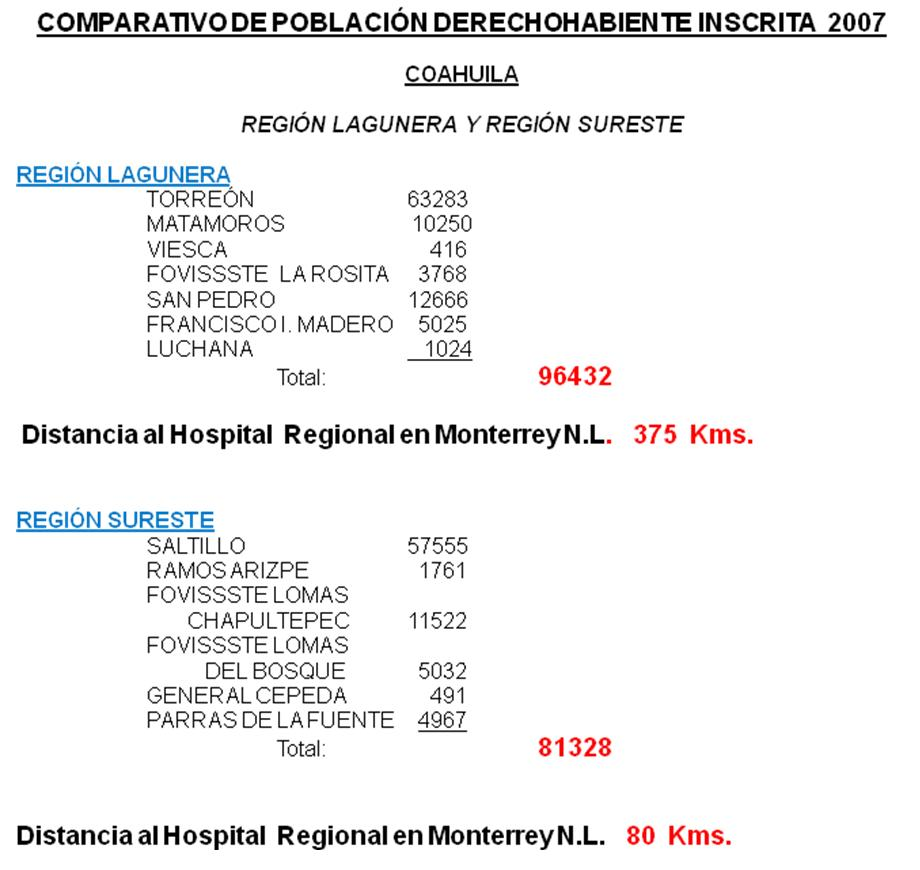 COMPARATIVO DE POBLACIÓN DERECHOHABIENTE INSCRITA 2007
COAHUILA
REGIÓN LAGUNERA Y REGIÓN SURESTE
REGIÓN LAGUNERA
TORREÓN 63283
MATAMOROS 10250
VIESCA 416
FOVISSSTE LA ROSITA 3768
SAN PEDRO 12666
FRANCISCO I. MADERO 5025
LUCHANA 1024
Total: 96432
Distancia al Hospital Regional en Monterrey N.L. 375 Kms.
REGIÓN SURESTE
SALTILLO 57555
RAMOS ARIZPE 1761
FOVISSSTE LOMAS
CHAPULTEPEC 11522
FOVISSSTE LOMAS
DEL BOSQUE 5032
GENERAL CEPEDA 491
PARRAS DE LA FUENTE 4967
Total: 81328
Distancia al Hospital Regional en Monterrey N.L. 80 Kms.